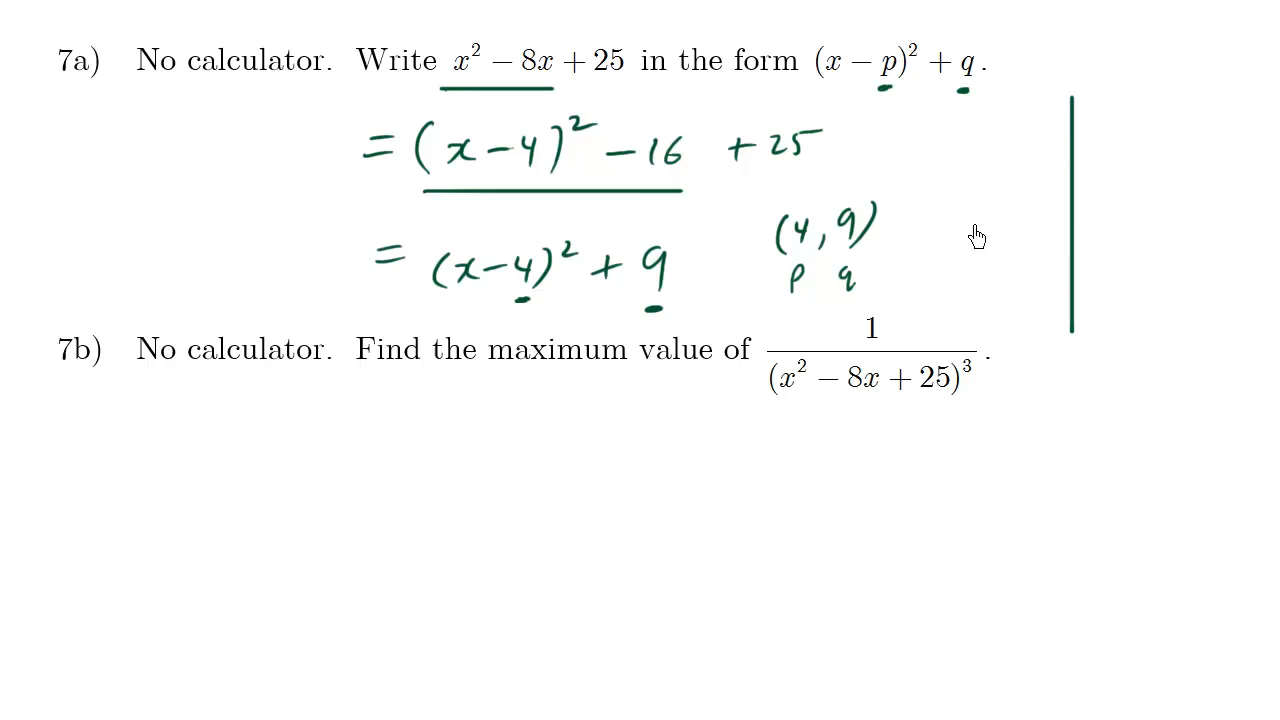 7a) No calculator. Write x² − 8x + 25 in the form (x − p)² + q.
= (x − 4)² − 16 + 25
= (x − 4)² + 9 (4, 9)
p q
7b) No calculator. Find the maximum value of 1/(x² − 8x + 25)³.